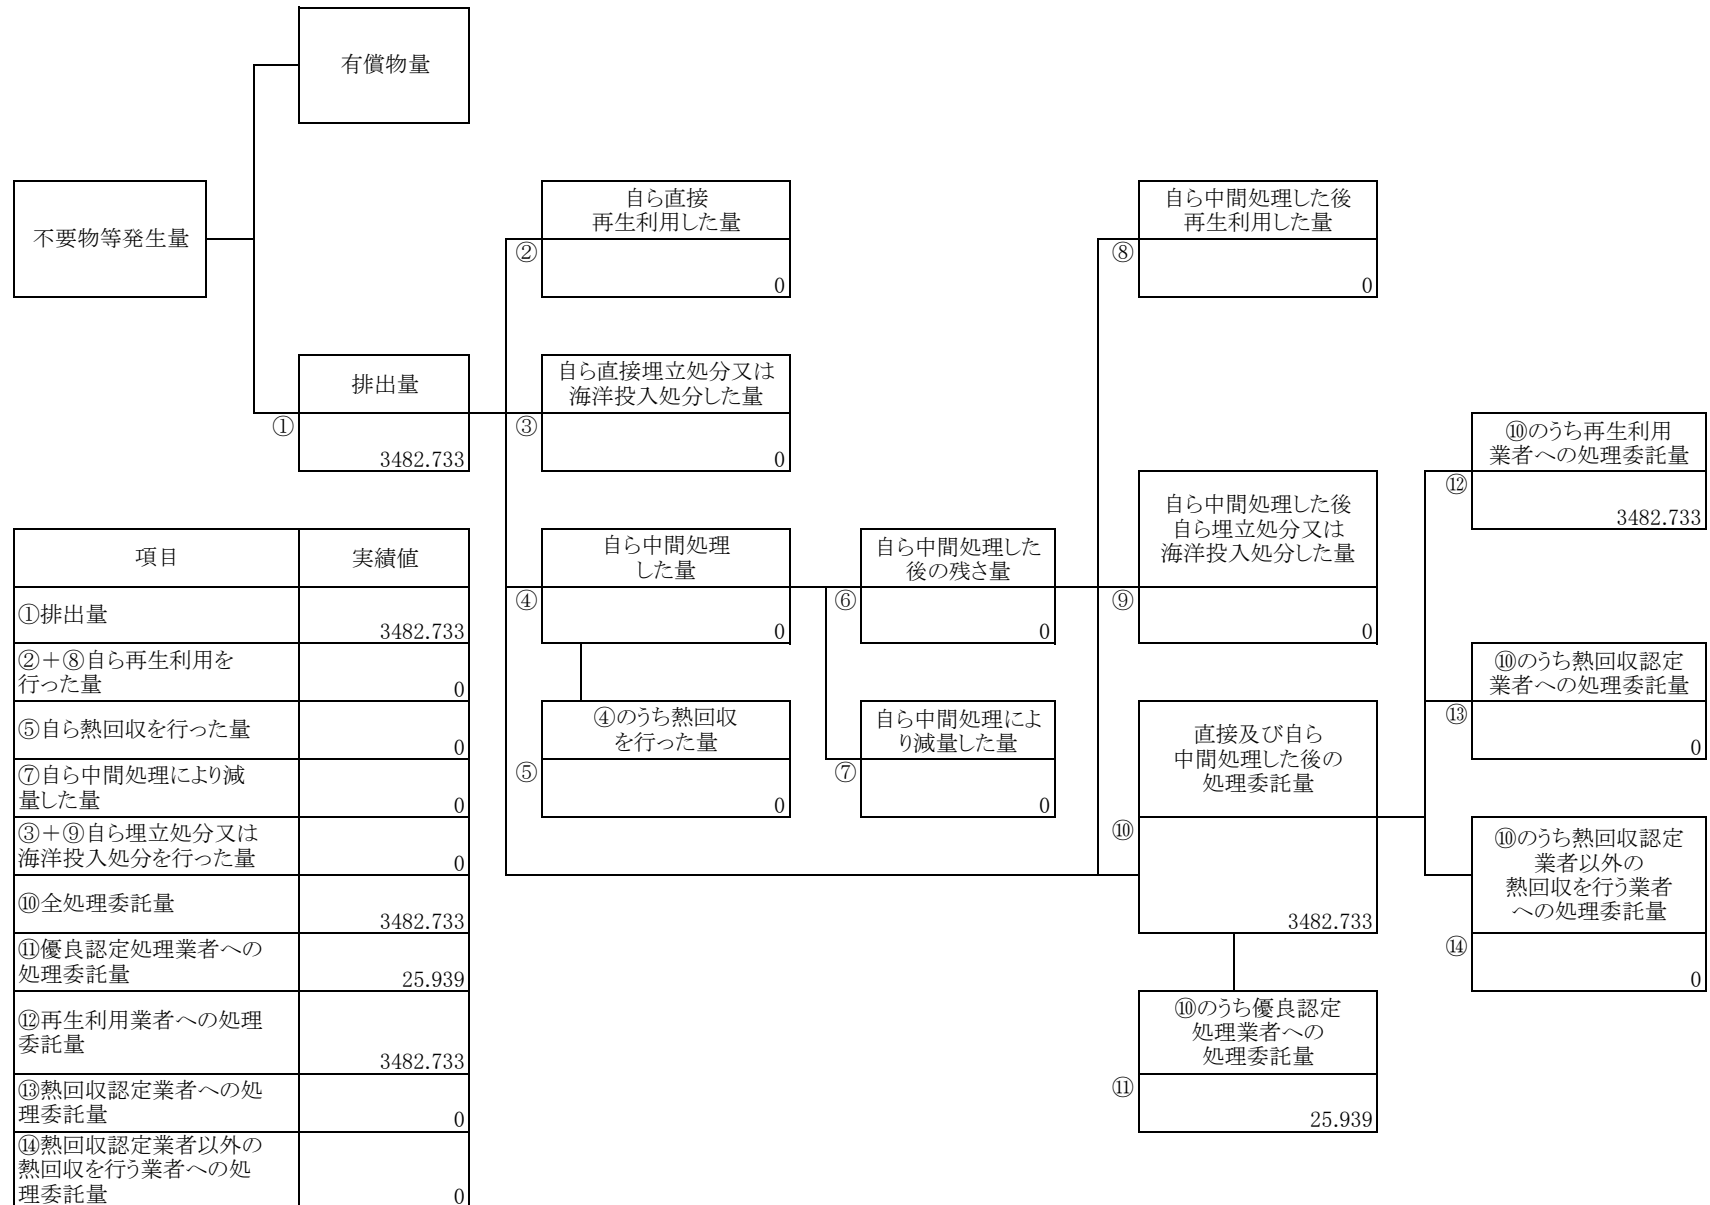 有償物量
不要物等発生量
自ら直接
再生利用した量
②
0
自ら中間処理した後
再生利用した量
⑧
0
排出量
①
3482.733
自ら直接埋立処分又は
海洋投入処分した量
③
0
⑩のうち再生利用
業者への処理委託量
⑫
3482.733
自ら中間処理
した量
④
0
自ら中間処理した
後の残さ量
⑥
0
自ら中間処理した後
自ら埋立処分又は
海洋投入処分した量
⑨
0
⑩のうち熱回収認定
業者への処理委託量
⑬
0
④のうち熱回収
を行った量
⑤
0
自ら中間処理によ
り減量した量
⑦
0
直接及び自ら
中間処理した後の
処理委託量
⑩
3482.733
⑩のうち熱回収認定
業者以外の
熱回収を行う業者
への処理委託量
⑭
0
⑩のうち優良認定
処理業者への
処理委託量
⑪
25.939
項目 実績値
①排出量
3482.733
②＋⑧自ら再生利用を
行った量
0
⑤自ら熱回収を行った量
0
⑦自ら中間処理により減
量した量
0
③＋⑨自ら埋立処分又は
海洋投入処分を行った量
0
⑩全処理委託量
3482.733
⑪優良認定処理業者への
処理委託量
25.939
⑫再生利用業者への処理
委託量
3482.733
⑬熱回収認定業者への処
理委託量
0
⑭熱回収認定業者以外の
熱回収を行う業者への処
理委託量
0